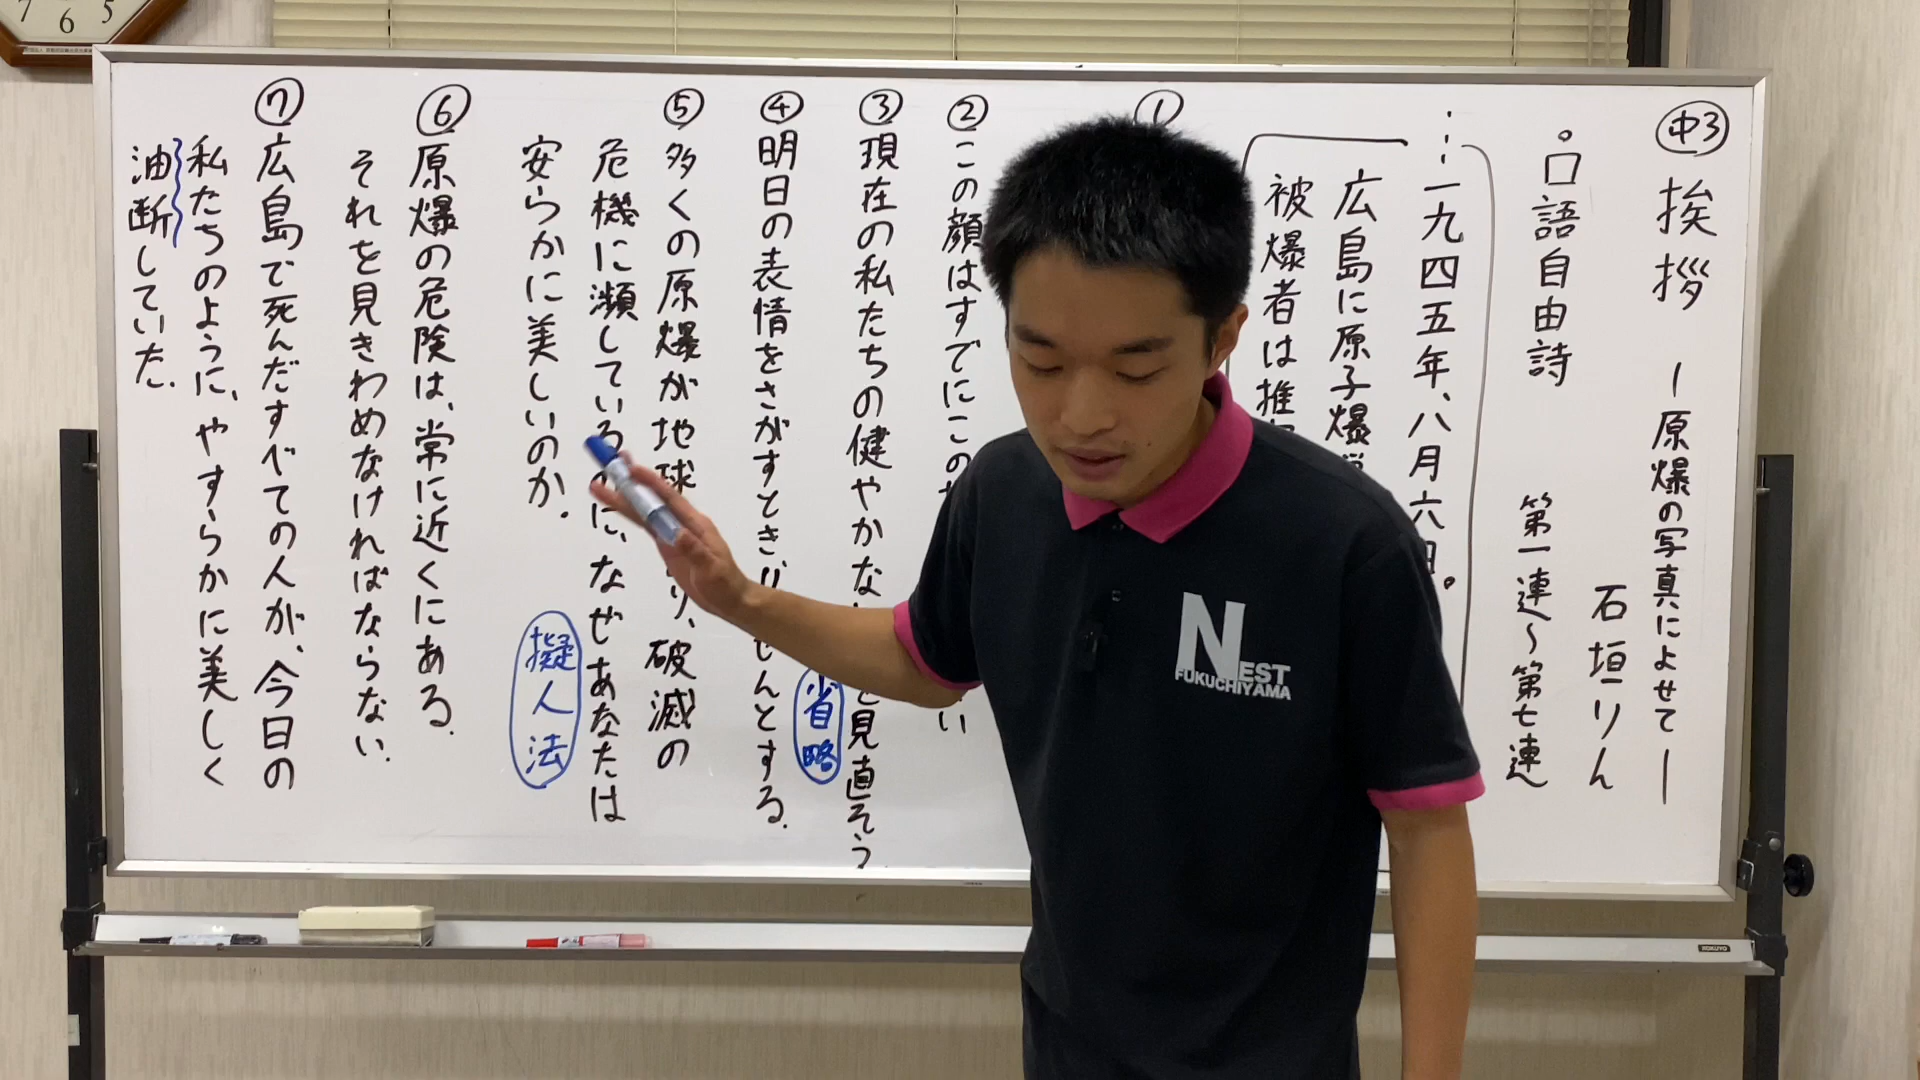 中3 挨拶 ー原爆の写真によせてー
石垣りん
口語自由詩 第一連〜第七連
一九四五年、八月六日。
広島に原子爆
被爆者は推
①
②この顔はすでにこの
い
③現在の私たちの健やかな
を見直そう
省略
④明日の表情をさがすとき、
せんとする.
⑤多くの原爆が地球
り、破滅の
危機に瀕している
に、なぜあなたは
安らかに美しいのか.
擬人法
⑥原爆の危険は、常に近くにある.
それを見きわめなければならない.
⑦広島で死んだすべての人が、今日の
私たちのように、やすらかに美しく
油断していた.
NEST
FUKUCHIYAMA
7 6 5
KOKUYO